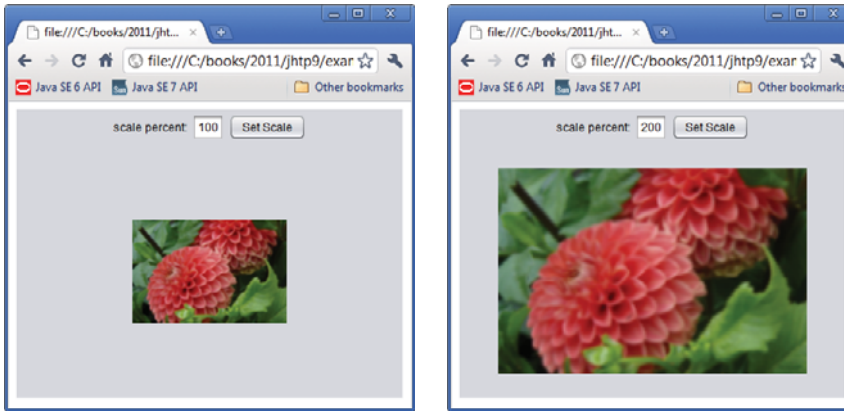 file:///C:/books/2011/jht...
file:///C:/books/2011/jhtp9/exar
Java SE 6 API
Sun
Java SE 7 API
Other bookmarks
scale percent: 100 Set Scale
file:///C:/books/2011/jht...
file:///C:/books/2011/jhtp9/exar
Java SE 6 API
Sun
Java SE 7 API
Other bookmarks
scale percent: 200 Set Scale